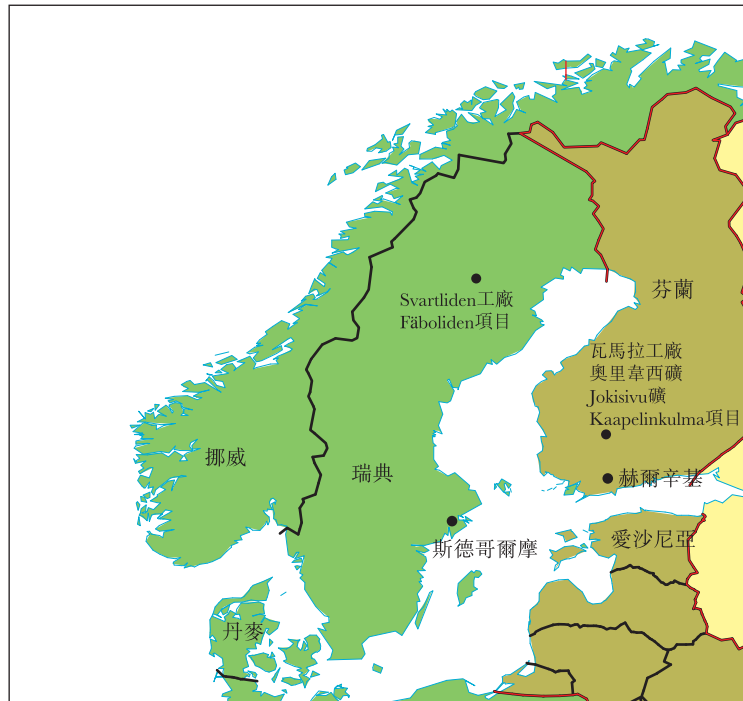 Svartliden工廠
Fäboliden項目
芬蘭
瓦馬拉工廠
奧里韋西礦
Jokisivu礦
Kaapelinkulma項目
挪威
瑞典
赫爾辛基
斯德哥爾摩
愛沙尼亞
丹麥